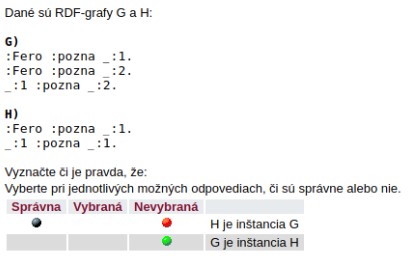 Dané sú RDF-grafy G a H:
G)
:Fero :pozna _:1.
:Fero :pozna _:2.
_:1 :pozna _:2.
H)
:Fero :pozna _:1.
_:1 :pozna _:1.
Vyznačte či je pravda, že:
Vyberte pri jednotlivých možných odpovediach, či sú správne alebo nie.
Správna Vybraná Nevybraná
H je inštancia G
G je inštancia H